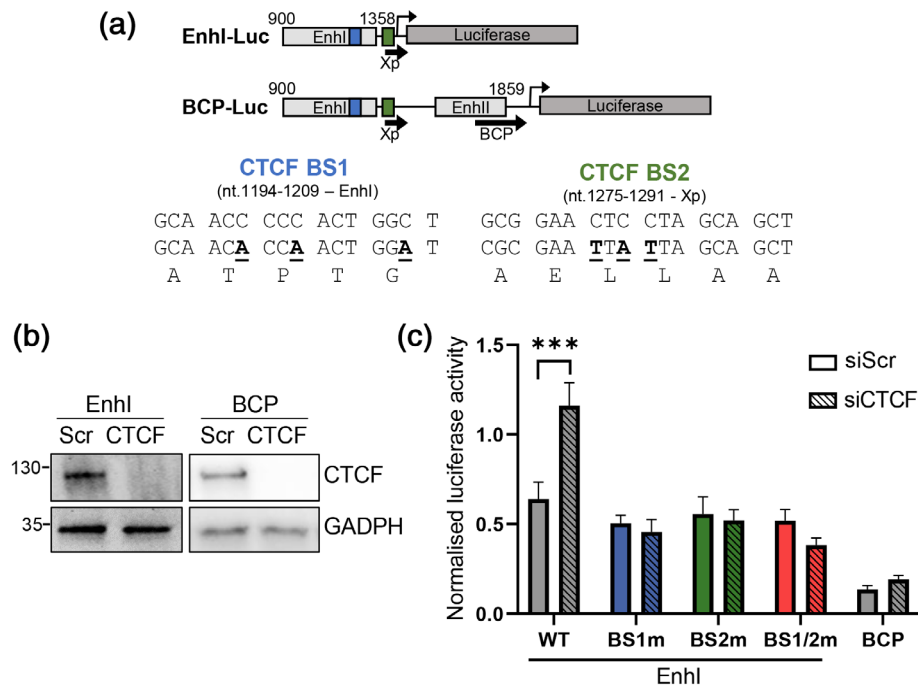 (a)
900 1358
EnhI-Luc EnhI Luciferase
Xp
900 1859
BCP-Luc EnhI EnhII Luciferase
Xp BCP
CTCF BS1 CTCF BS2
(nt.1194-1209 – EnhI) (nt.1275-1291 - Xp)
GCA ACC CCC ACT GGC T GCG GAA CTC CTA GCA GCT
GCA ACA CCA ACT GGA T CGC GAA TTA TTA GCA GCT
A T P T G A E L L A A
(b)
EnhI BCP
Scr CTCF Scr CTCF
130 CTCF
35 GADPH
(c)
Normalised luciferase activity
1.5
1.0
0.5
0.0
***
siScr
siCTCF
WT BS1m BS2m BS1/2m BCP
EnhI